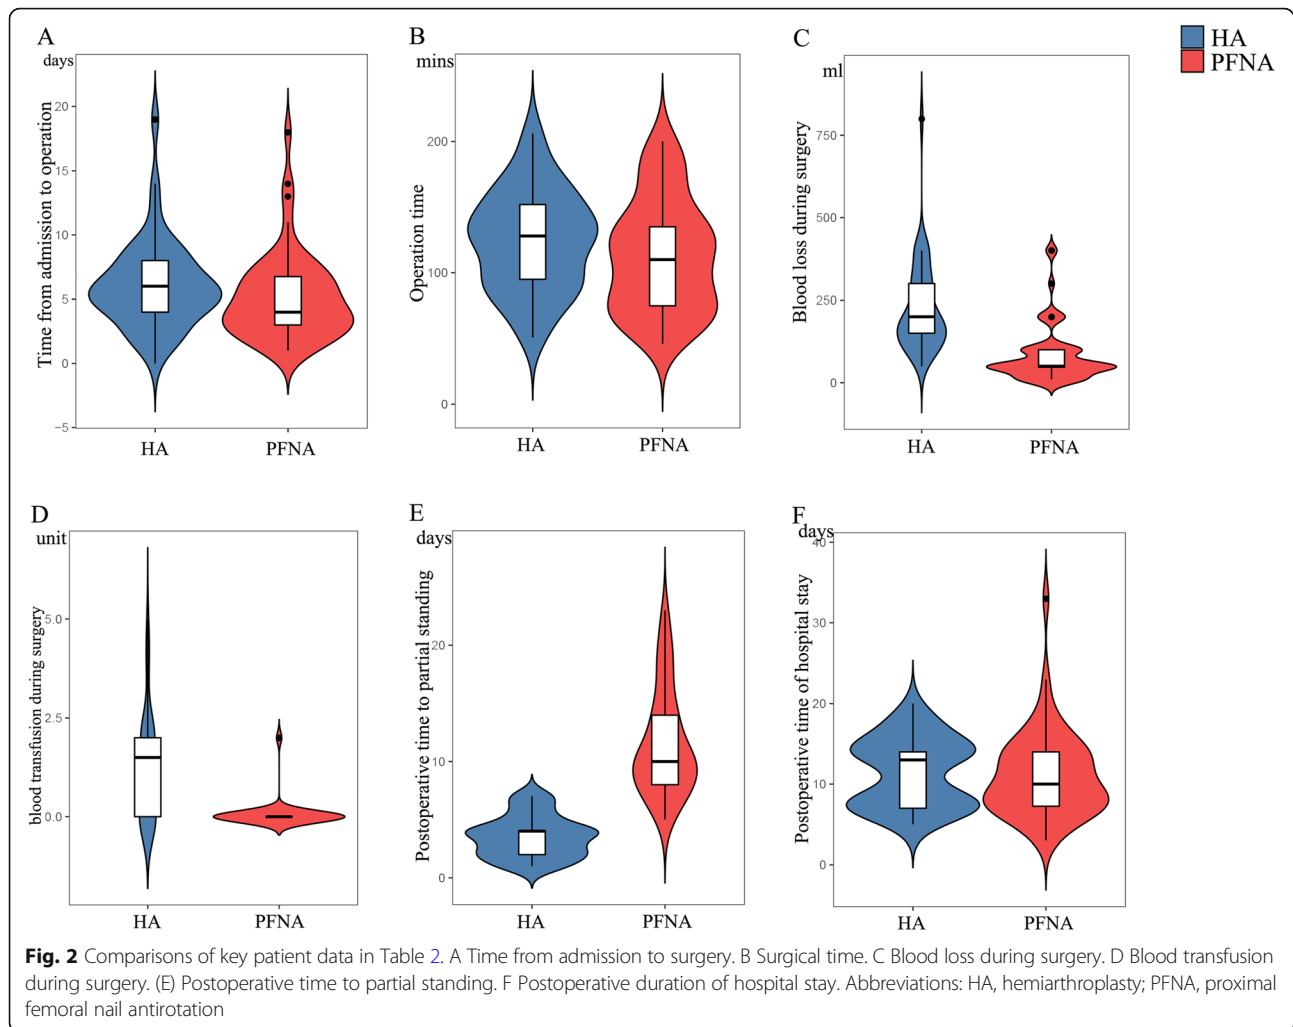 HA
PFNA
A
days
Time from admission to operation
20
15
10
5
0
−5
HA
PFNA
B
mins
Operation time
200
100
0
HA
PFNA
C
ml
Blood loss during surgery
750
500
250
0
HA
PFNA
D
unit
blood transfusion during surgery
5.0
2.5
0.0
HA
PFNA
E
days
Postoperative time to partial standing
20
10
0
HA
PFNA
F
days
Postoperative time of hospital stay
40
30
20
10
0
HA
PFNA
Fig. 2 Comparisons of key patient data in Table 2. A Time from admission to surgery. B Surgical time. C Blood loss during surgery. D Blood transfusion
during surgery. (E) Postoperative time to partial standing. F Postoperative duration of hospital stay. Abbreviations: HA, hemiarthroplasty; PFNA, proximal
femoral nail antirotation